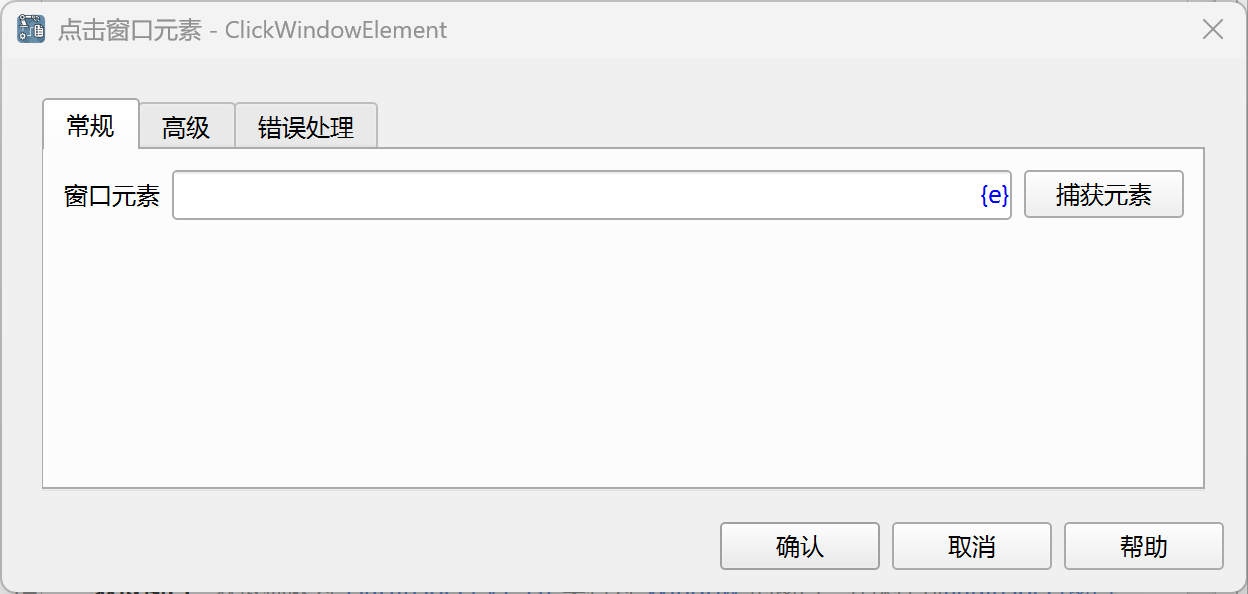 点击窗口元素 - ClickWindowElement
常规 高级 错误处理
窗口元素 {e} 捕获元素
确认 取消 帮助